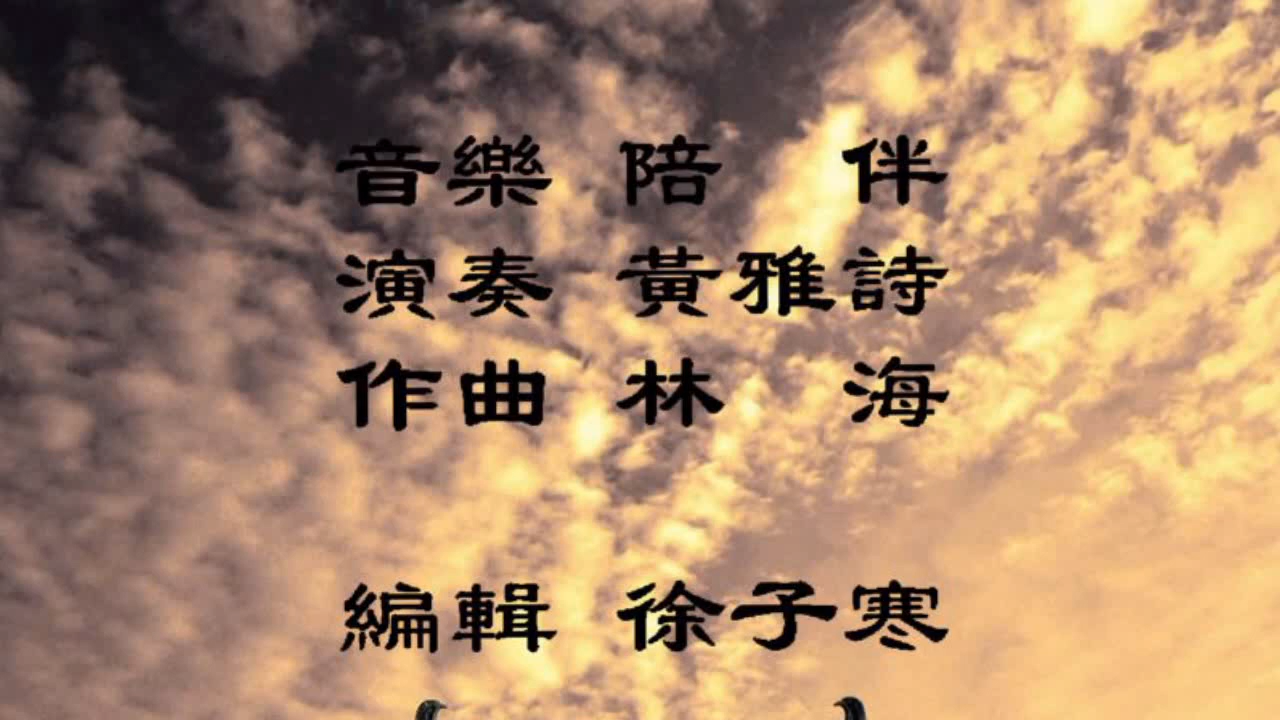 音樂 陪 伴
演奏 黃雅詩
作曲 林 海
編輯 徐子寒